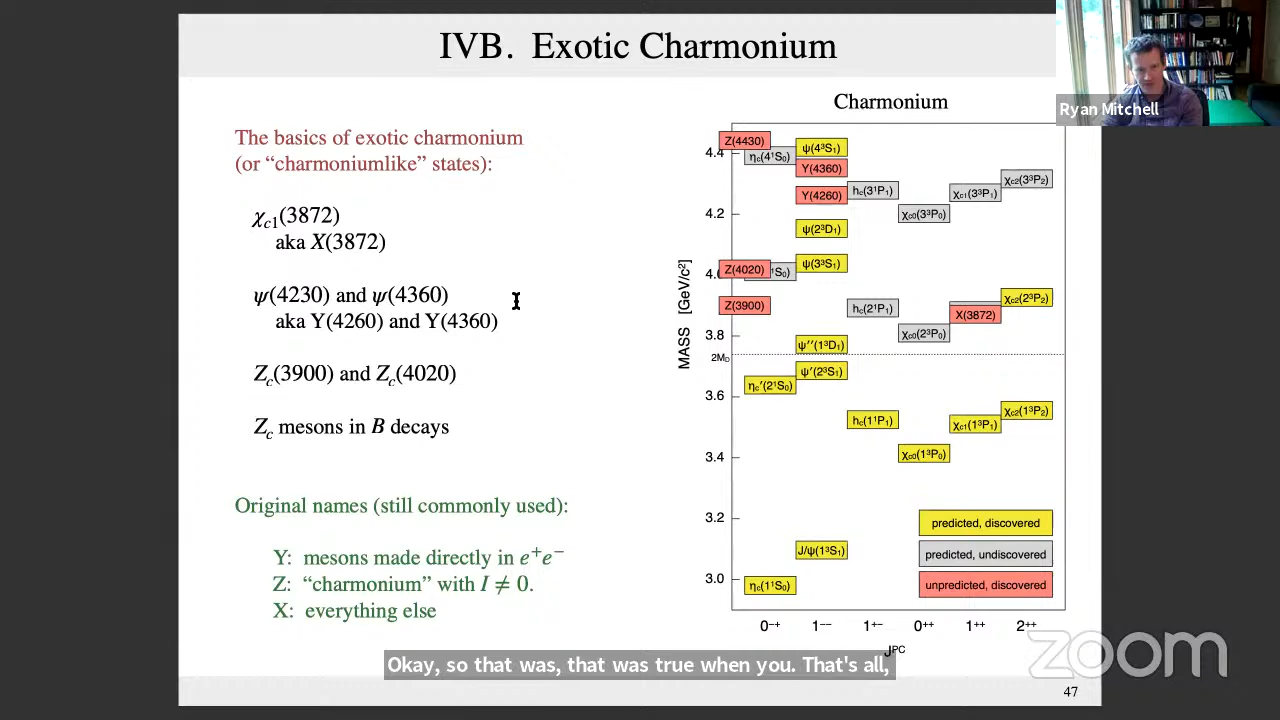 IVB. Exotic Charmonium
Ryan Mitchell
The basics of exotic charmonium
(or “charmoniumlike” states):
χc1(3872)
aka X(3872)
ψ(4230) and ψ(4360)
aka Y(4260) and Y(4360)
Zc(3900) and Zc(4020)
Zc mesons in B decays
Original names (still commonly used):
Y: mesons made directly in e⁺e⁻
Z: “charmonium” with I ≠ 0.
X: everything else
Charmonium
MASS [GeV/c²]
4.4
4.2
4.0
3.8
2MD
3.6
3.4
3.2
3.0
Z(4430)
ηc(4¹S0)
ψ(4³S1)
Y(4360)
Y(4260)
hc(3¹P1)
χc0(3³P0)
χc1(3³P1)
χc2(3³P2)
ψ(2³D1)
Z(4020)
¹S0)
ψ(3³S1)
Z(3900)
hc(2¹P1)
χc0(2³P0)
X(3872)
χc2(2³P2)
ψ′′(1³D1)
ηc′(2¹S0)
ψ′(2³S1)
hc(1¹P1)
χc0(1³P0)
χc1(1³P1)
χc2(1³P2)
J/ψ(1³S1)
ηc(1¹S0)
predicted, discovered
predicted, undiscovered
unpredicted, discovered
0⁻⁺ 1⁻⁻ 1⁺⁻ 0⁺⁺ 1⁺⁺ 2⁺⁺
JPC
Okay, so that was, that was true when you. That's all,
zoom
47